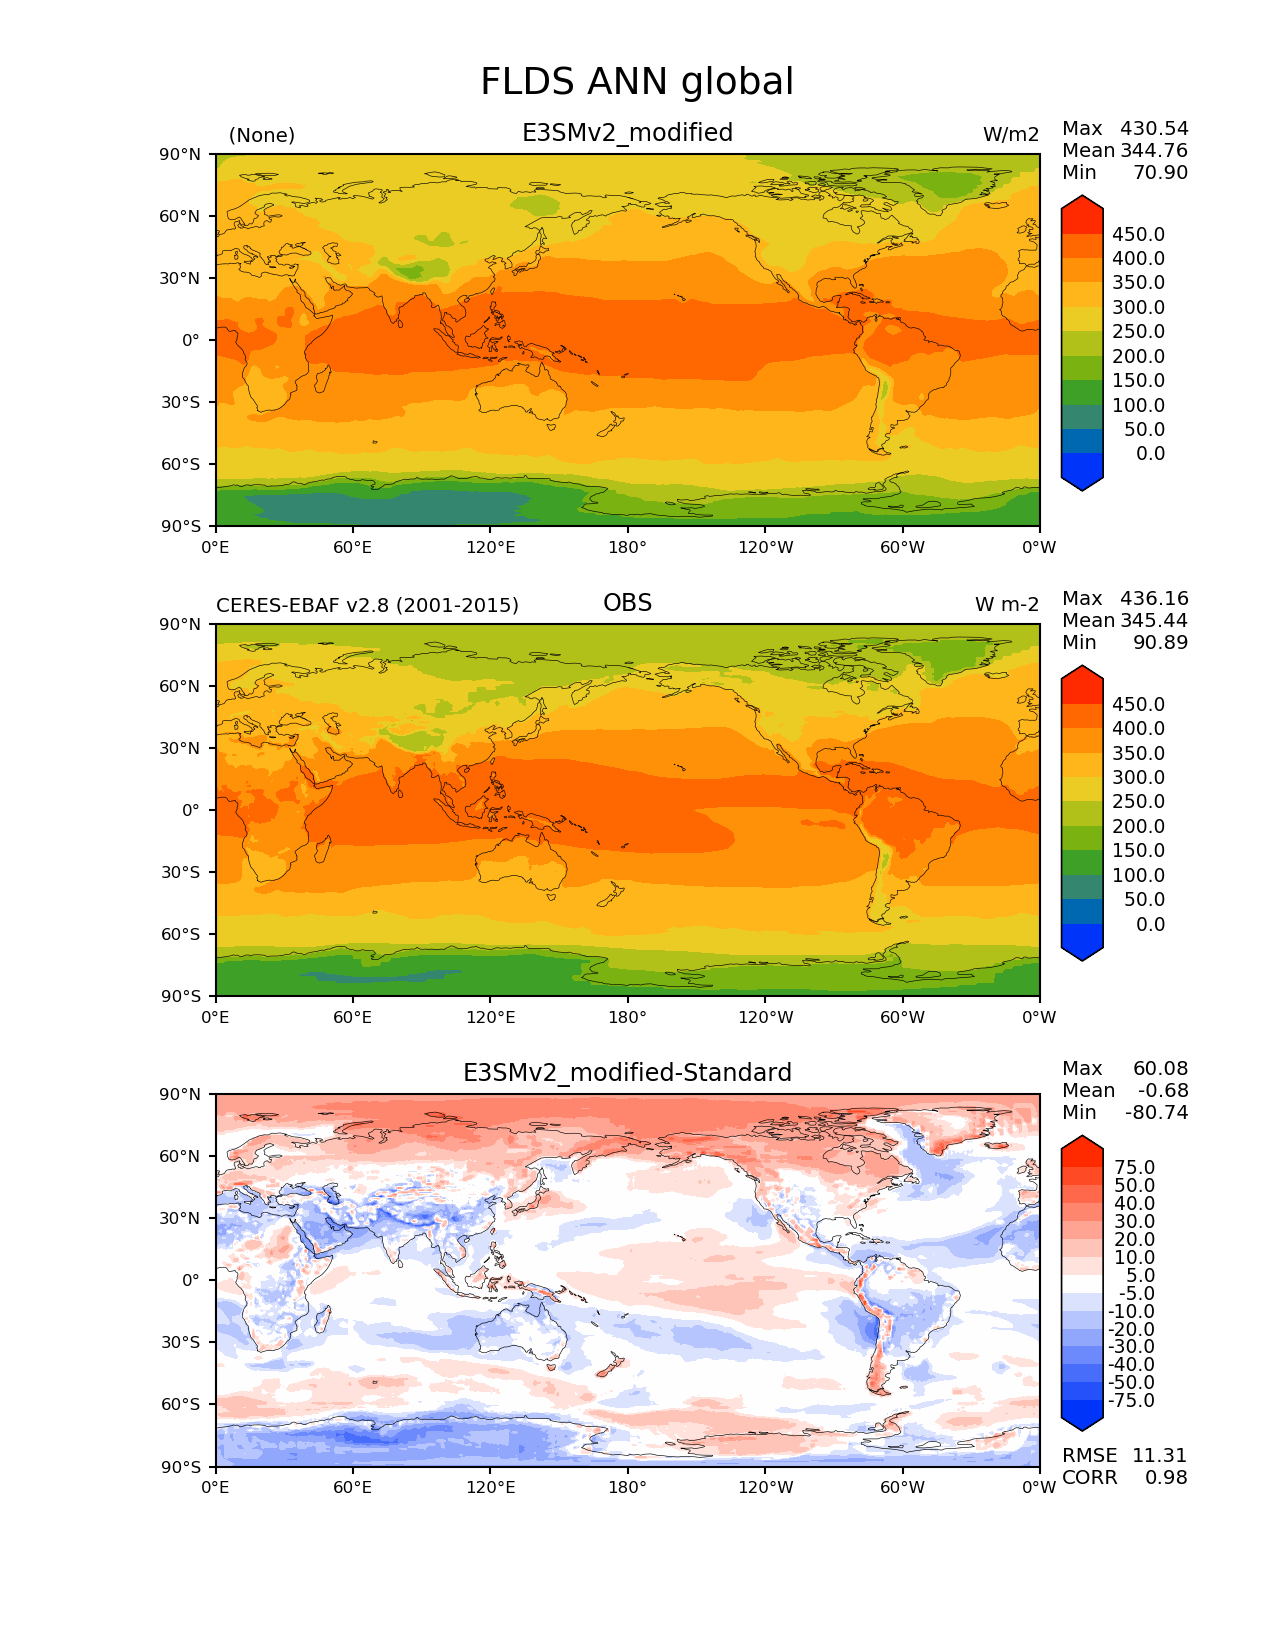 FLDS ANN global
(None) E3SMv2_modified W/m2
Max 430.54
Mean 344.76
Min 70.90
90°N
60°N
30°N
0°
30°S
60°S
90°S
0°E 60°E 120°E 180° 120°W 60°W 0°W
450.0
400.0
350.0
300.0
250.0
200.0
150.0
100.0
50.0
0.0
CERES-EBAF v2.8 (2001-2015) OBS W m-2
Max 436.16
Mean 345.44
Min 90.89
90°N
60°N
30°N
0°
30°S
60°S
90°S
0°E 60°E 120°E 180° 120°W 60°W 0°W
450.0
400.0
350.0
300.0
250.0
200.0
150.0
100.0
50.0
0.0
E3SMv2_modified-Standard
Max 60.08
Mean -0.68
Min -80.74
90°N
60°N
30°N
0°
30°S
60°S
90°S
0°E 60°E 120°E 180° 120°W 60°W 0°W
75.0
50.0
40.0
30.0
20.0
10.0
5.0
-5.0
-10.0
-20.0
-30.0
-40.0
-50.0
-75.0
RMSE 11.31
CORR 0.98